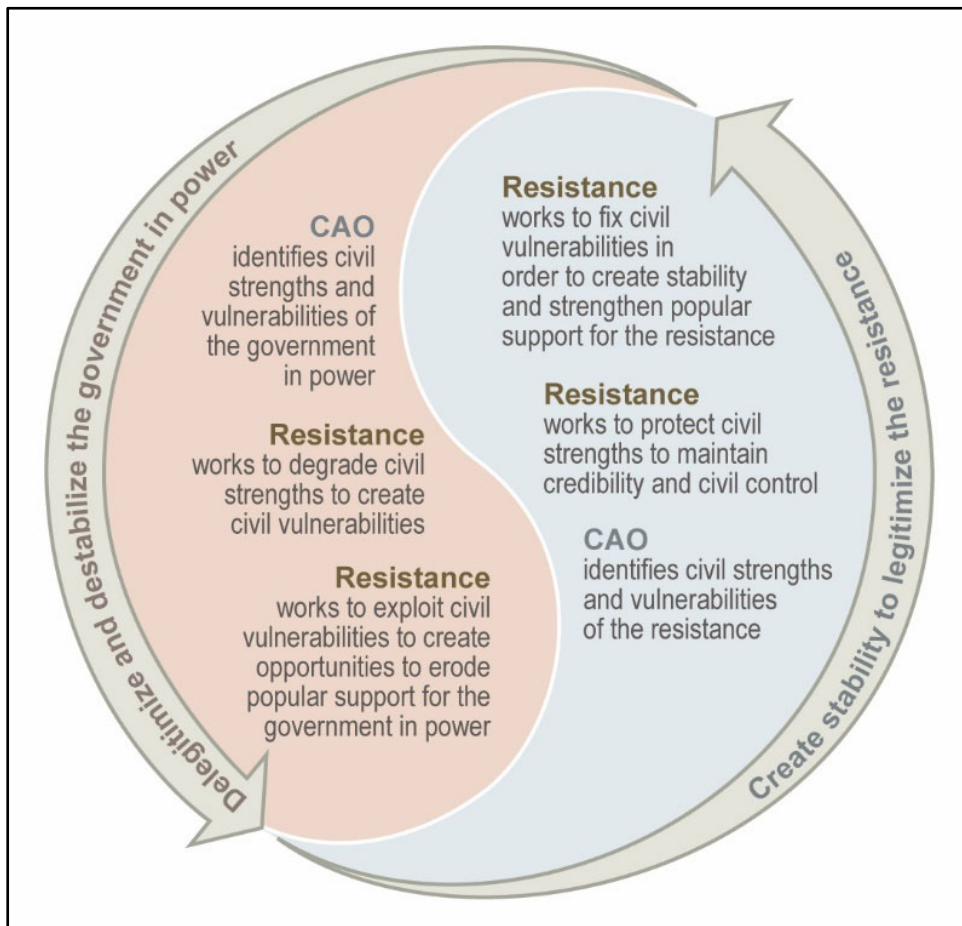 Delegitimize and destabilize the government in power
CAO
identifies civil
strengths and
vulnerabilities of
the government
in power
Resistance
works to degrade civil
strengths to create
civil vulnerabilities
Resistance
works to exploit civil
vulnerabilities to create
opportunities to erode
popular support for the
government in power
Resistance
works to fix civil
vulnerabilities in
order to create stability
and strengthen popular
support for the resistance
Resistance
works to protect civil
strengths to maintain
credibility and civil control
CAO
identifies civil strengths
and vulnerabilities
of the resistance
Create stability to legitimize the resistance